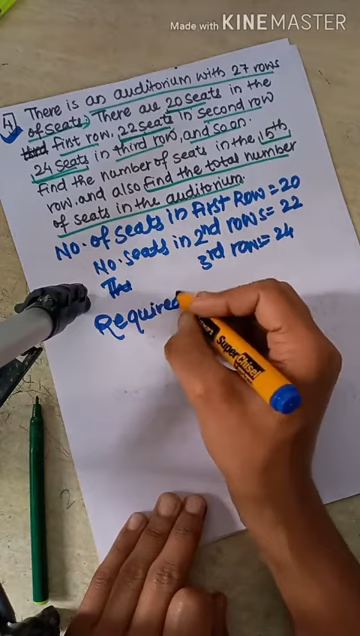 Made with KINEMASTER
4) There is an auditorium with 27 rows
of seats. There are 20 seats in the
first row, 22 seats in second row
24 seats in third row, and so on.
Find the number of seats in the 15th
row, and also find the total number
of seats in the auditorium.
No. of seats in First Row = 20
No. seats in 2nd rows = 22
3rd row = 24
The
Required
Super Chisel